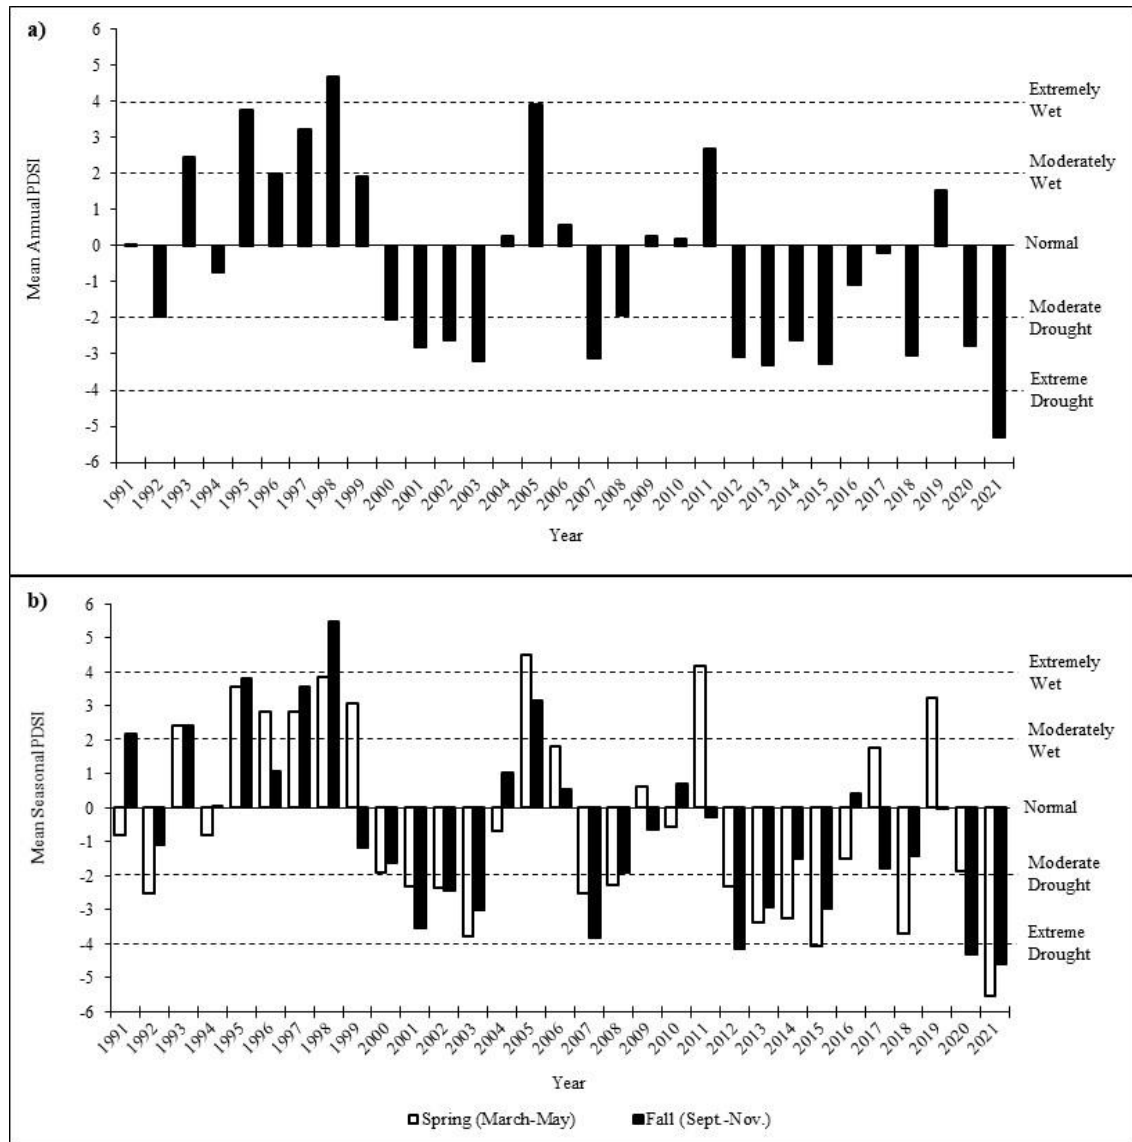 a)
6
5
4
3
2
1
0
-1
-2
-3
-4
-5
-6
Mean Annual PDSI
Extremely
Wet
Moderately
Wet
Normal
Moderate
Drought
Extreme
Drought
1991 1992 1993 1994 1995 1996 1997 1998 1999 2000 2001 2002 2003 2004 2005 2006 2007 2008 2009 2010 2011 2012 2013 2014 2015 2016 2017 2018 2019 2020 2021
Year
b)
6
5
4
3
2
1
0
-1
-2
-3
-4
-5
-6
Mean Seasonal PDSI
Extremely
Wet
Moderately
Wet
Normal
Moderate
Drought
Extreme
Drought
1991 1992 1993 1994 1995 1996 1997 1998 1999 2000 2001 2002 2003 2004 2005 2006 2007 2008 2009 2010 2011 2012 2013 2014 2015 2016 2017 2018 2019 2020 2021
Year
Spring (March-May) Fall (Sept.-Nov.)